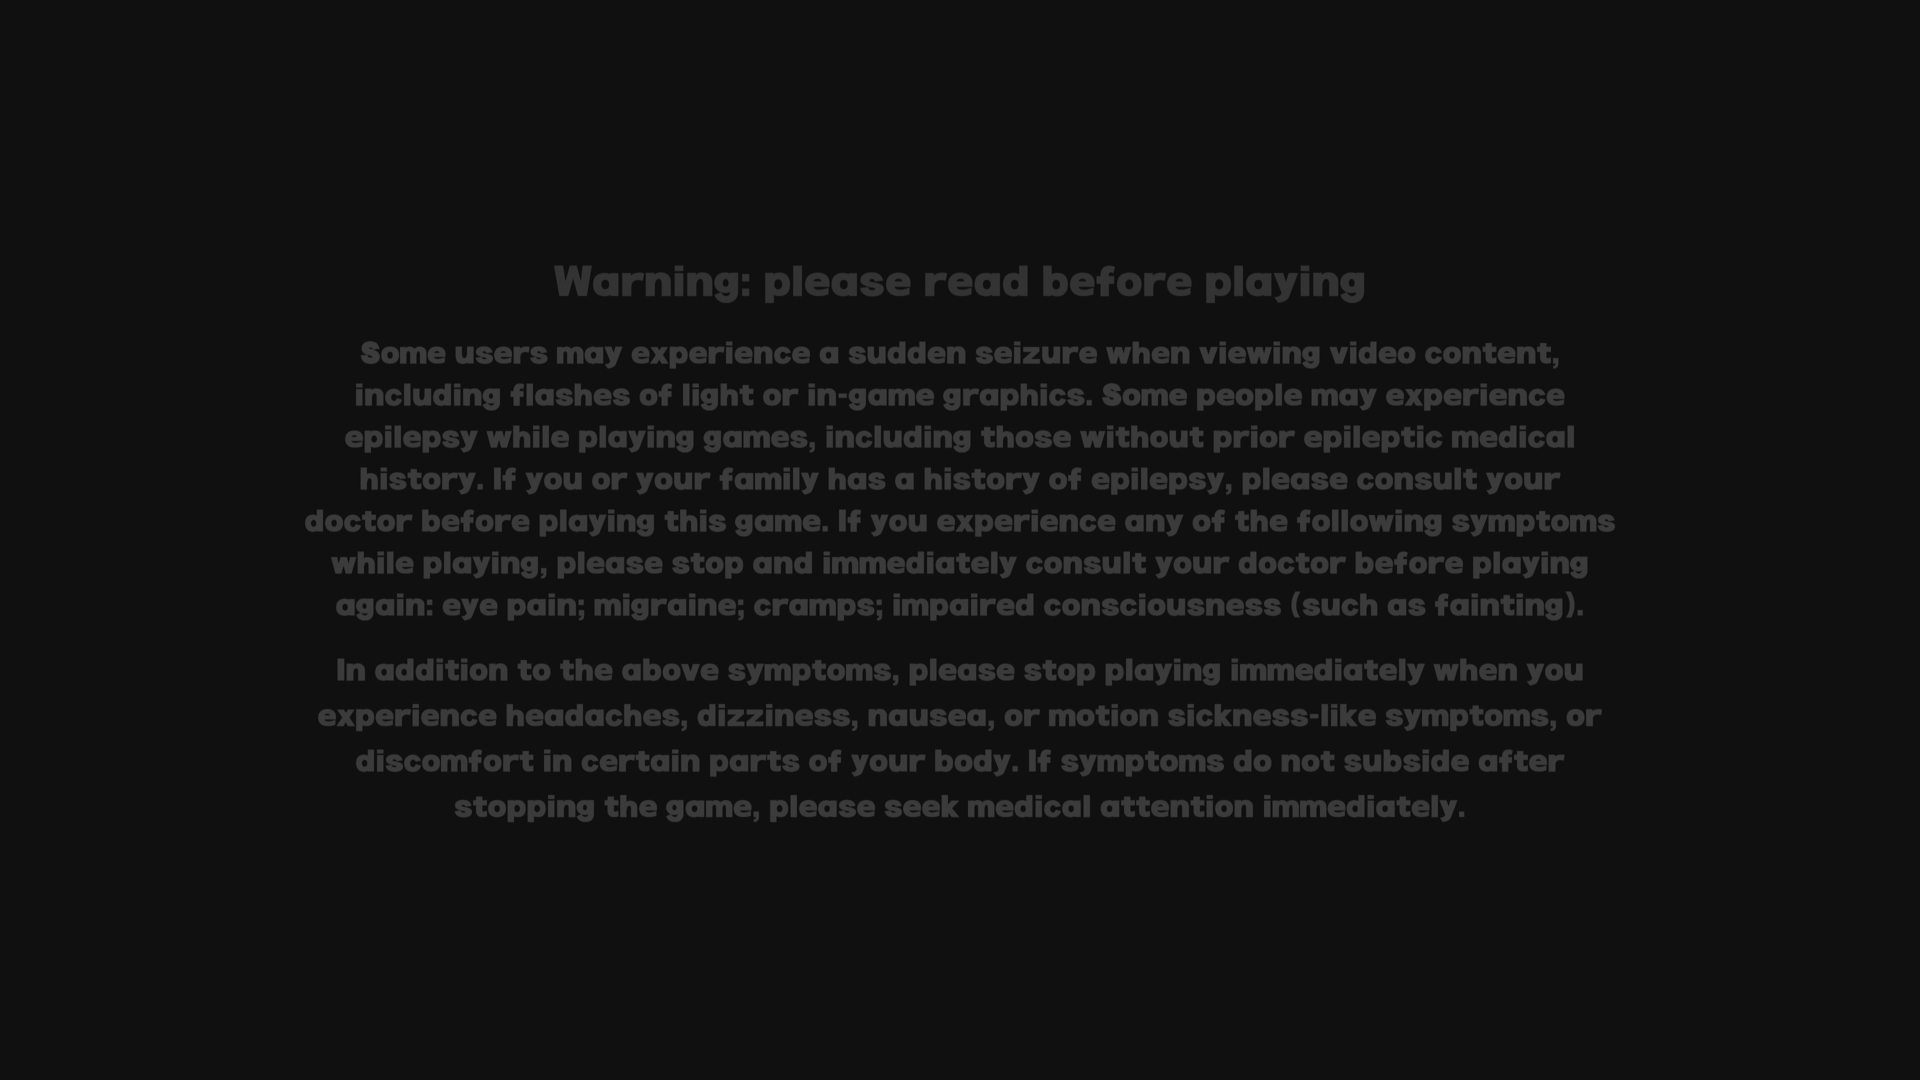 Warning: please read before playing
Some users may experience a sudden seizure when viewing video content,
including flashes of light or in-game graphics. Some people may experience
epilepsy while playing games, including those without prior epileptic medical
history. If you or your family has a history of epilepsy, please consult your
doctor before playing this game. If you experience any of the following symptoms
while playing, please stop and immediately consult your doctor before playing
again: eye pain; migraine; cramps; impaired consciousness (such as fainting).
In addition to the above symptoms, please stop playing immediately when you
experience headaches, dizziness, nausea, or motion sickness-like symptoms, or
discomfort in certain parts of your body. If symptoms do not subside after
stopping the game, please seek medical attention immediately.